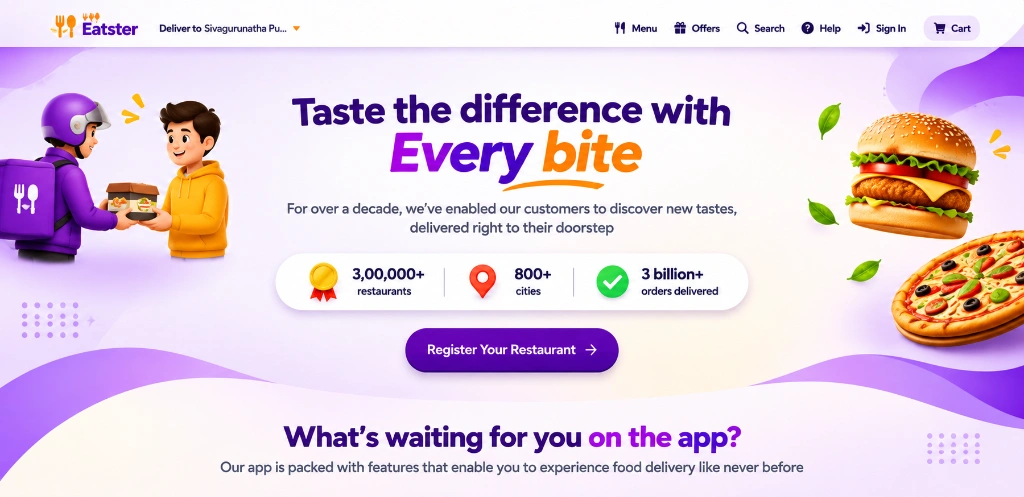 Eatster
Deliver to Sivagurunatha Pu...
Menu
Offers
Search
Help
Sign In
Cart
Taste the difference with
Every bite
For over a decade, we've enabled our customers to discover new tastes,
delivered right to their doorstep
3,00,000+
restaurants
800+
cities
3 billion+
orders delivered
Register Your Restaurant
What's waiting for you on the app?
Our app is packed with features that enable you to experience food delivery like never before